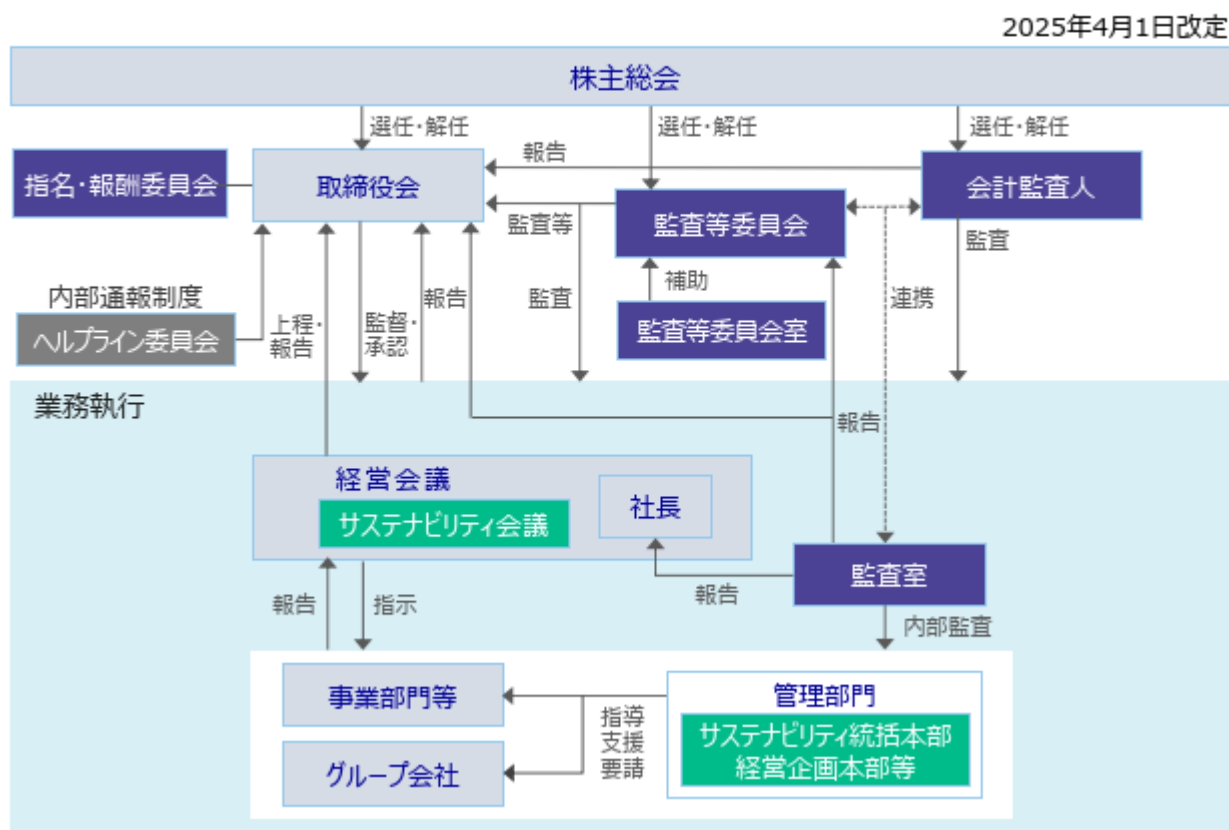 2025年4月1日改定
株主総会
選任・解任
選任・解任
選任・解任
指名・報酬委員会
取締役会
報告
会計監査人
監査等
監査等委員会
監査
内部通報制度
ヘルプライン委員会
上程・
報告
監督・
承認
報告
監査
補助
監査等委員会室
連携
業務執行
報告
経営会議
サステナビリティ会議
社長
監査室
報告
報告
指示
内部監査
事業部門等
グループ会社
指導
支援
要請
管理部門
サステナビリティ統括本部
経営企画本部等